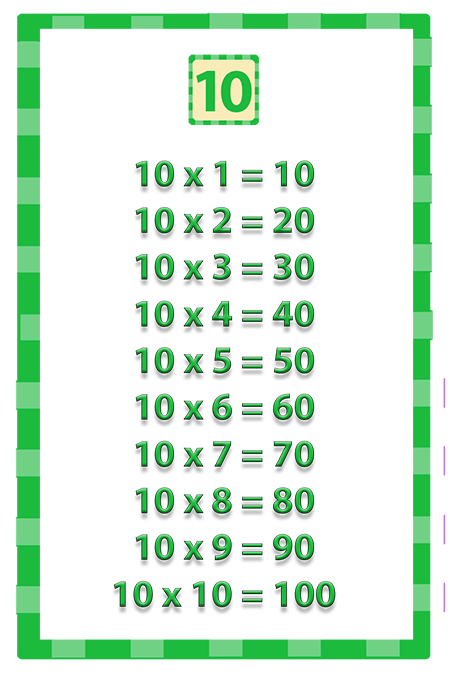 10
10 x 1 = 10
10 x 2 = 20
10 x 3 = 30
10 x 4 = 40
10 x 5 = 50
10 x 6 = 60
10 x 7 = 70
10 x 8 = 80
10 x 9 = 90
10 x 10 = 100